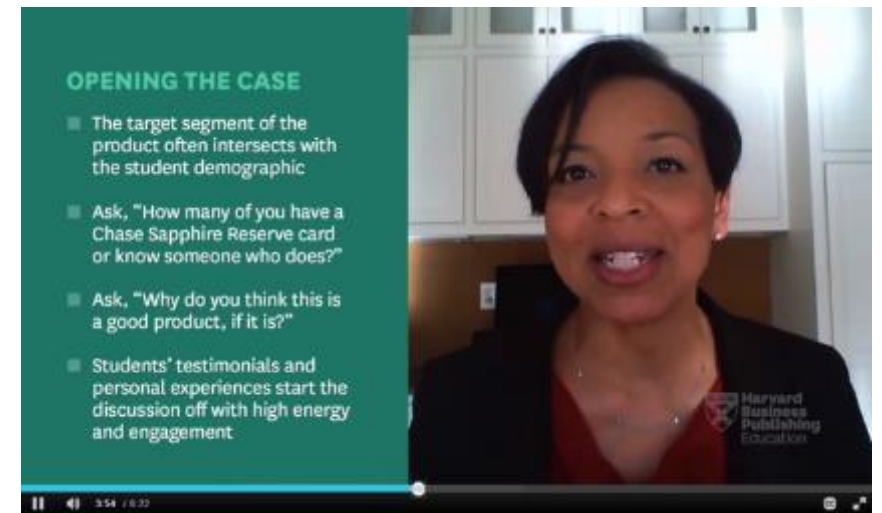 OPENING THE CASE
The target segment of the
product often intersects with
the student demographic
Ask, “How many of you have a
Chase Sapphire Reserve card
or know someone who does?”
Ask, “Why do you think this is
a good product, if it is?”
Students’ testimonials and
personal experiences start the
discussion off with high energy
and engagement
Harvard
Business
Publishing
Education
3:54 / 6:22